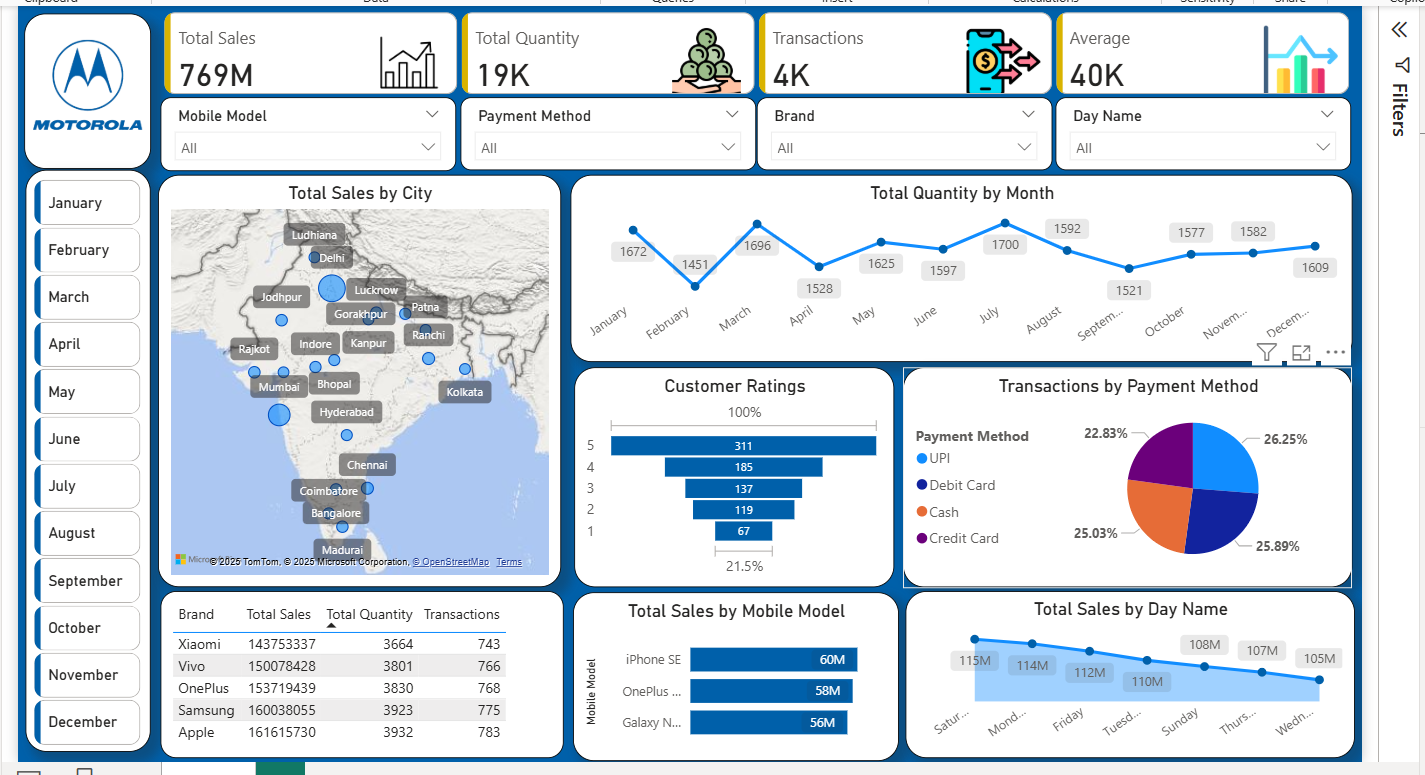 Data
Queries
Insert
Calculations
Sensitivity
Share
MOTOROLA
Total Sales
769M
Total Quantity
19K
Transactions
4K
Average
40K
Filters
Mobile Model
All
Payment Method
All
Brand
All
Day Name
All
January
February
March
April
May
June
July
August
September
October
November
December
Total Sales by City
Ludhiana
Delhi
Lucknow
Jodhpur
Gorakhpur
Patna
Ranchi
Rajkot
Indore
Kanpur
Mumbai
Bhopal
Kolkata
Hyderabad
Chennai
Coimbatore
Bangalore
Madurai
© 2025 TomTom, © 2025 Microsoft Corporation, © OpenStreetMap Terms
Total Quantity by Month
1672
1451
1696
1528
1625
1597
1700
1592
1521
1577
1582
1609
January
February
March
April
May
June
July
August
Septem...
October
Novem...
Decem...
Customer Ratings
100%
5 311
4 185
3 137
2 119
1 67
21.5%
Transactions by Payment Method
Payment Method
UPI
Debit Card
Cash
Credit Card
22.83%
26.25%
25.03%
25.89%
Brand Total Sales Total Quantity Transactions
Xiaomi 143753337 3664 743
Vivo 150078428 3801 766
OnePlus 153719439 3830 768
Samsung 160038055 3923 775
Apple 161615730 3932 783
Total Sales by Mobile Model
Mobile Model
iPhone SE 60M
OnePlus ... 58M
Galaxy N... 56M
Total Sales by Day Name
115M
114M
112M
110M
108M
107M
105M
Satur...
Mond...
Friday
Tuesd...
Sunday
Thurs...
Wedn...